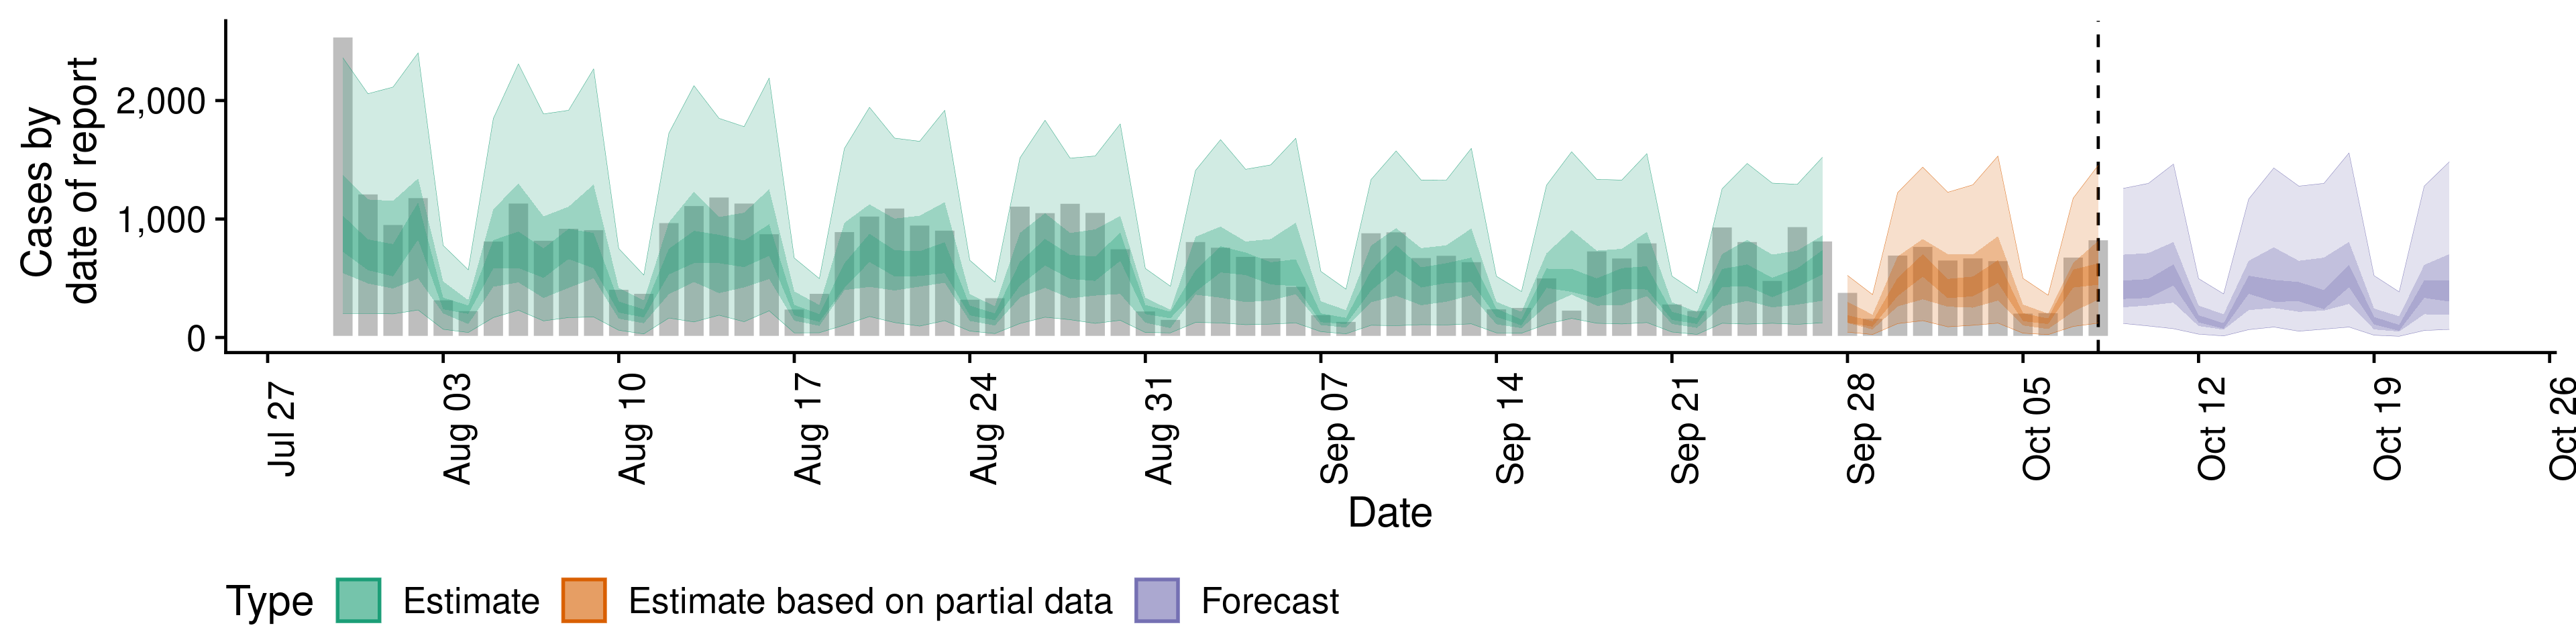 Cases by
date of report
2,000
1,000
0
Jul 27
Aug 03
Aug 10
Aug 17
Aug 24
Aug 31
Sep 07
Sep 14
Sep 21
Sep 28
Oct 05
Oct 12
Oct 19
Oct 26
Date
Type Estimate Estimate based on partial data Forecast